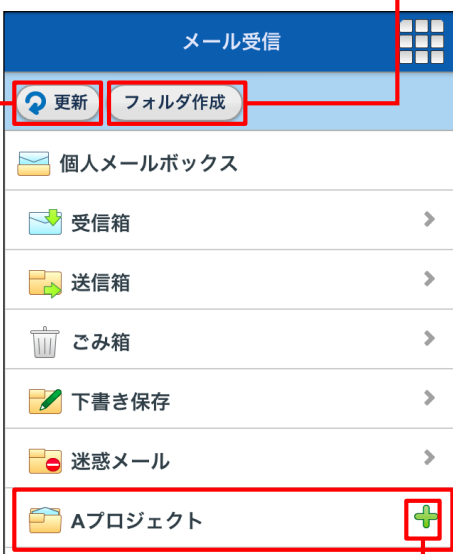 メール受信
更新 フォルダ作成
個人メールボックス
受信箱
送信箱
ごみ箱
下書き保存
迷惑メール
Aプロジェクト